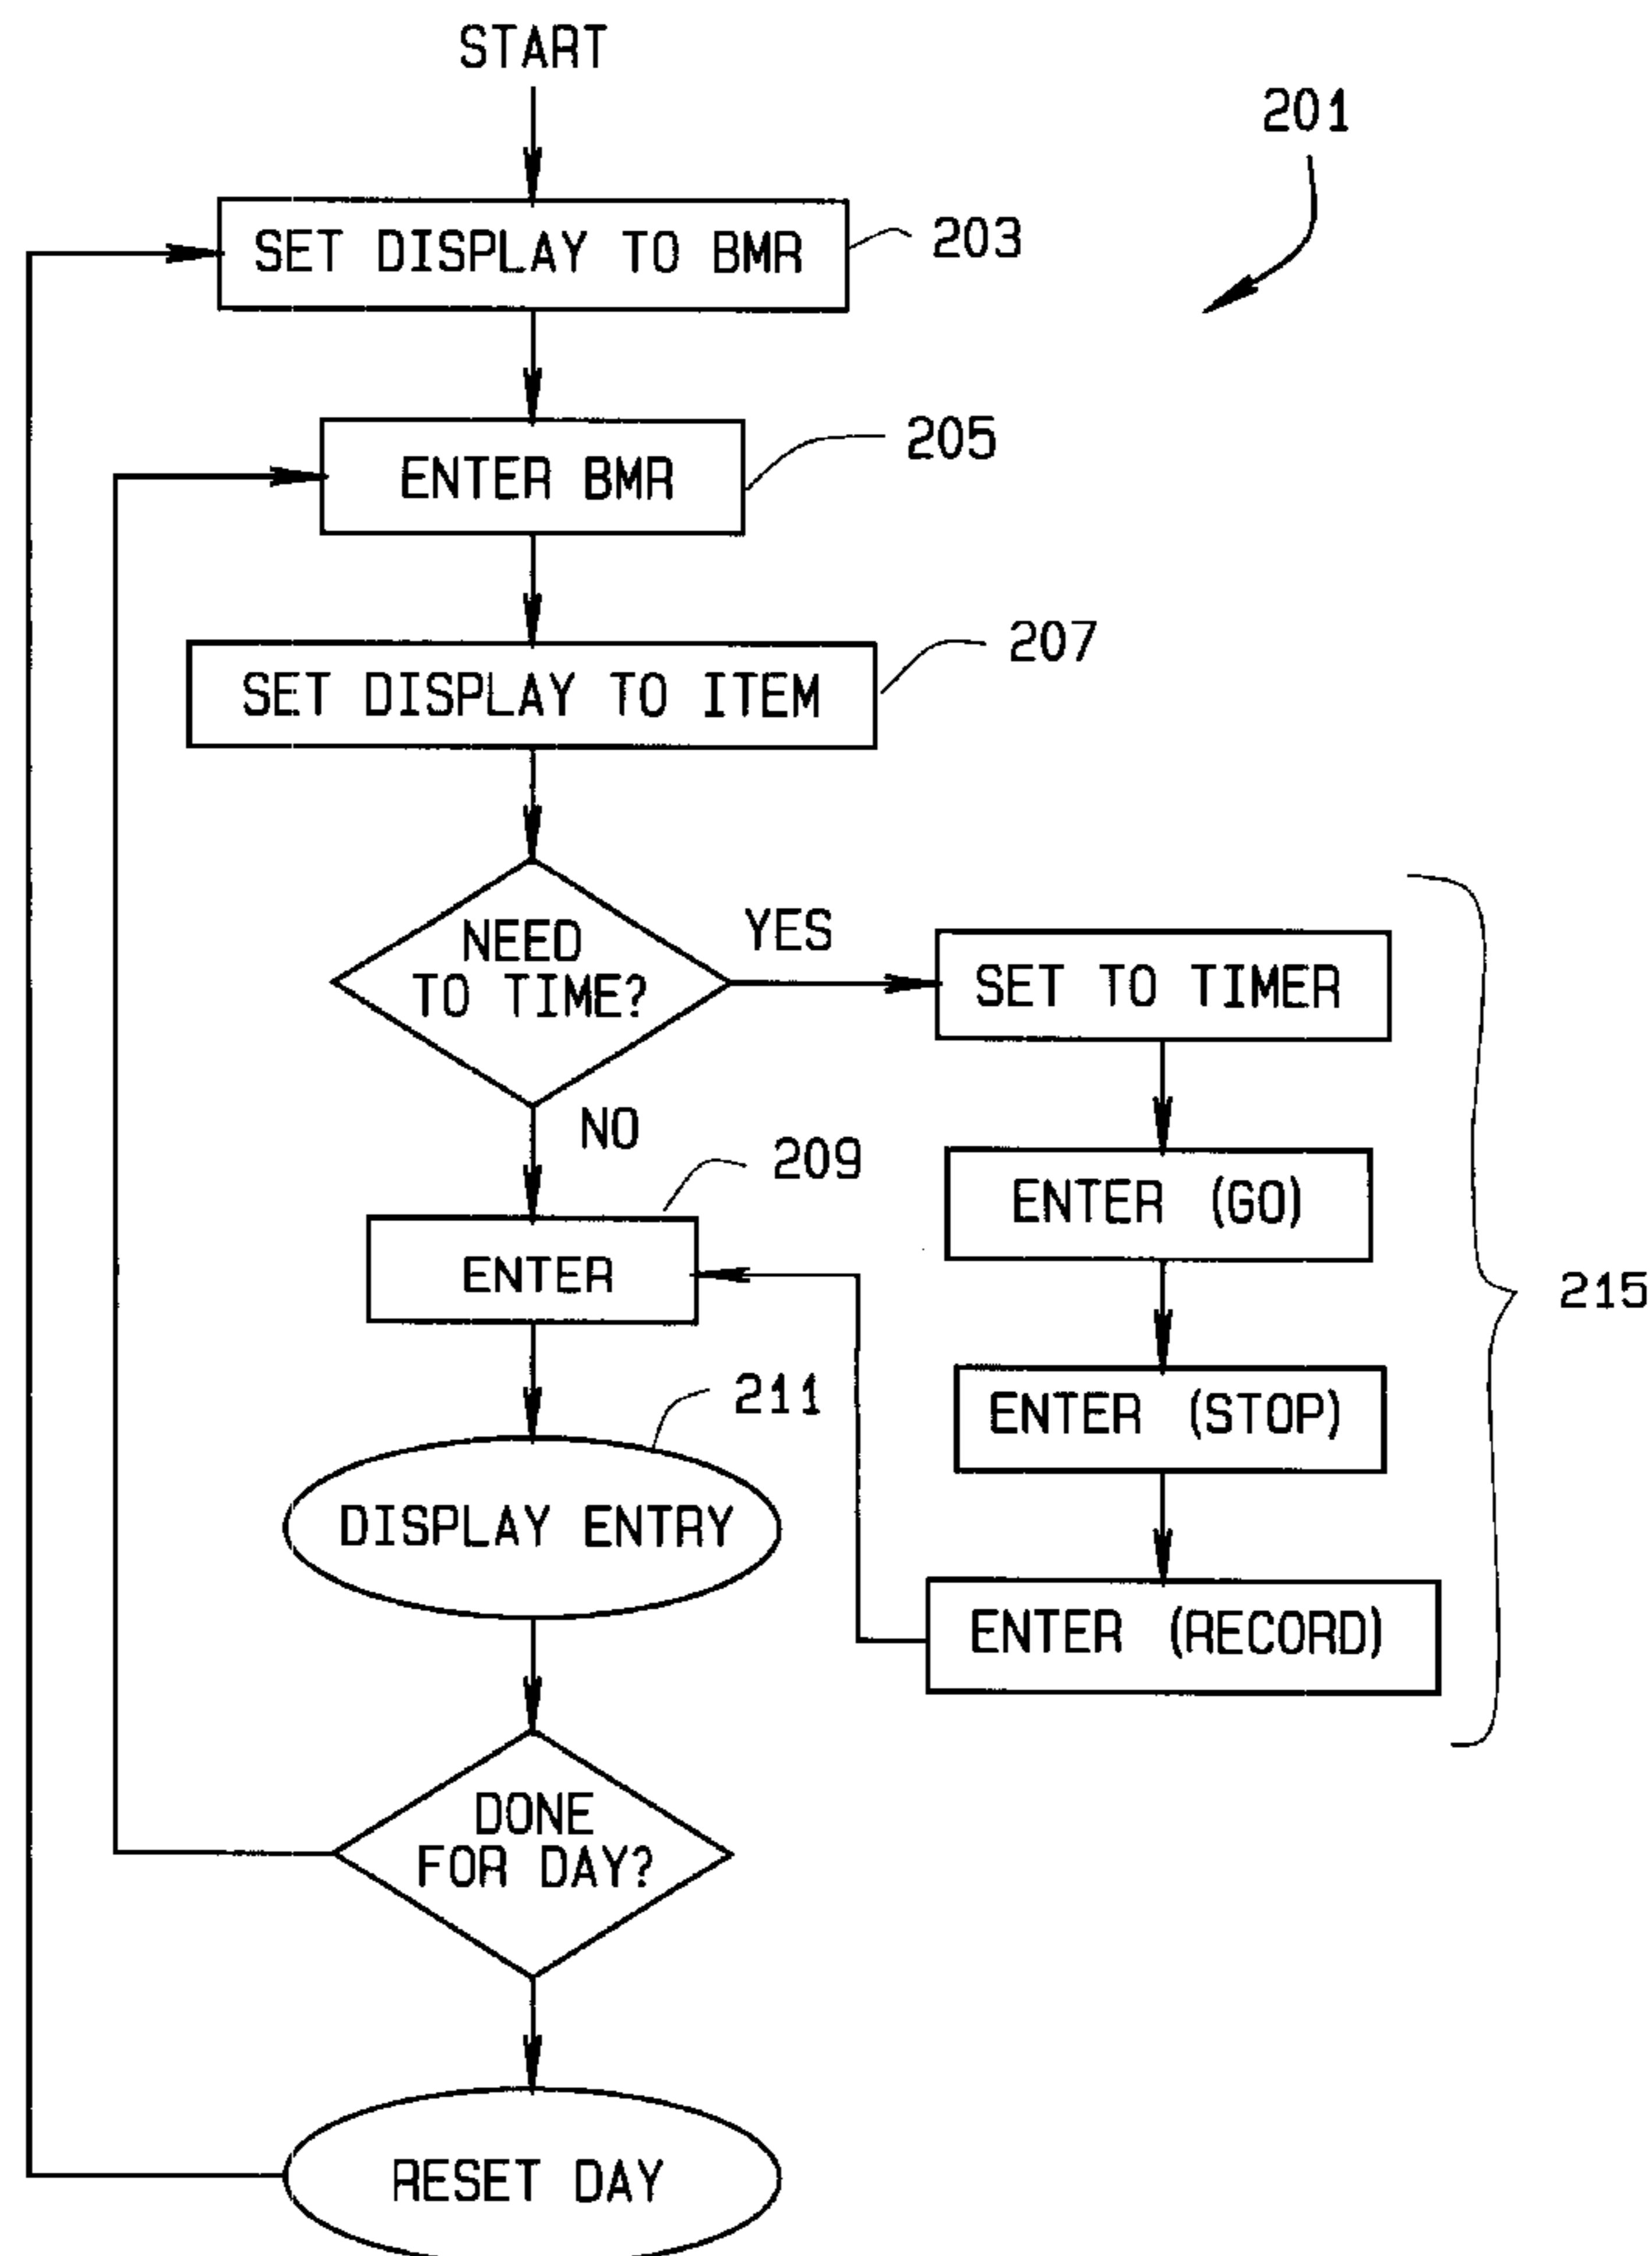 START
201
SET DISPLAY TO BMR
203
ENTER BMR
205
SET DISPLAY TO ITEM
207
NEED
TO TIME?
YES
SET TO TIMER
NO
ENTER (GO)
209
ENTER
215
ENTER (STOP)
211
DISPLAY ENTRY
ENTER (RECORD)
DONE
FOR DAY?
RESET DAY